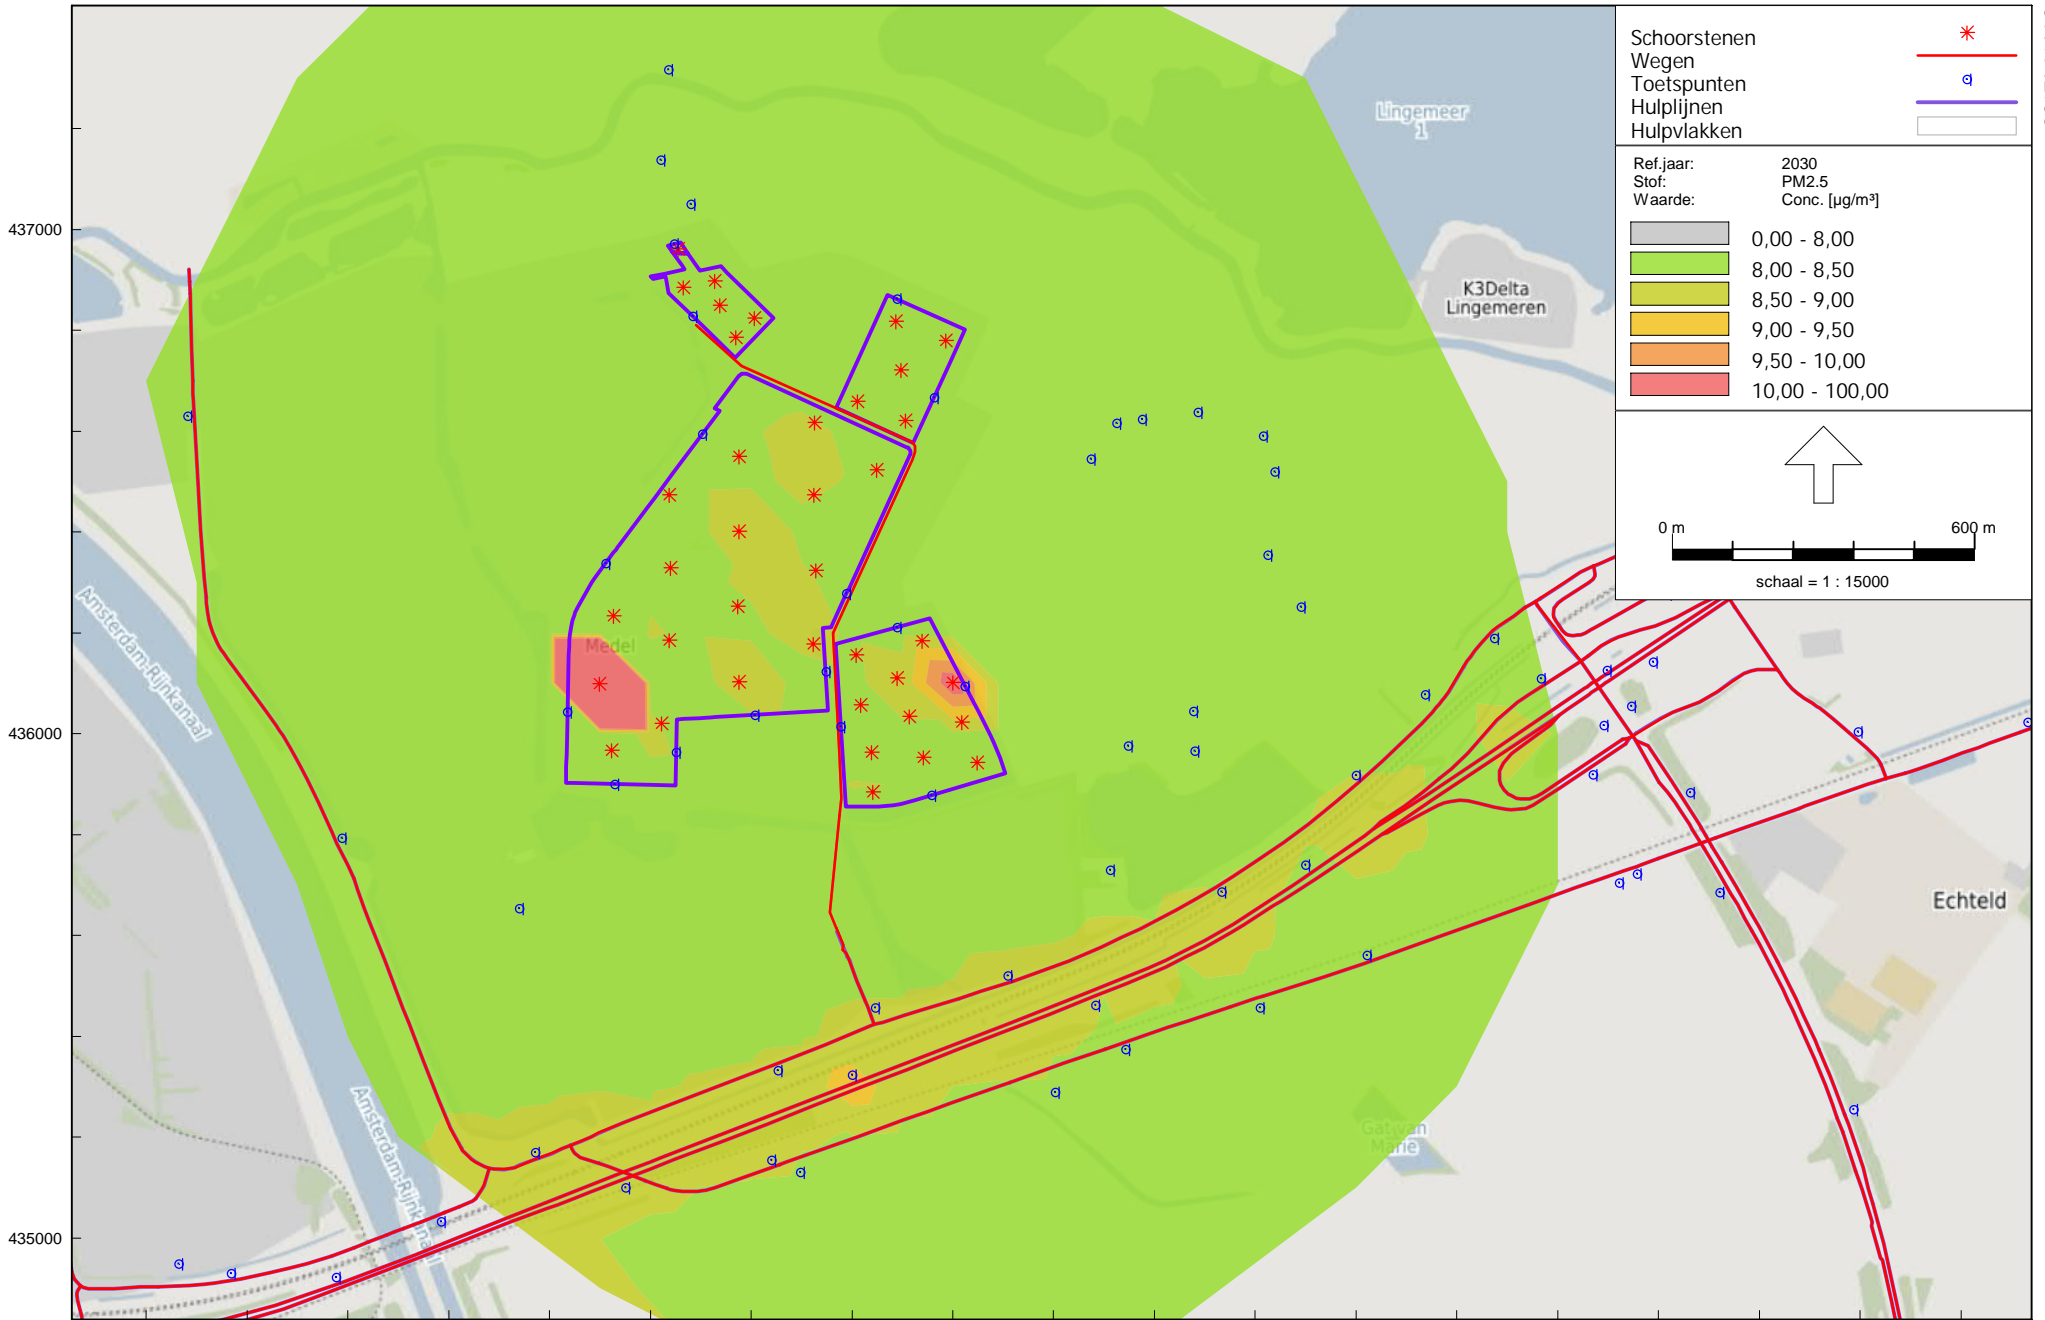 Schoorstenen
Wegen
Toetspunten
Hulplijnen
Hulpvlakken
Ref.jaar: 2030
Stof: PM2.5
Waarde: Conc. [µg/m³]
0,00 - 8,00
8,00 - 8,50
8,50 - 9,00
9,00 - 9,50
9,50 - 10,00
10,00 - 100,00
0 m 600 m
schaal = 1 : 15000
Lingemeer
1
437000
K3Delta
Lingemeren
Medel
Amsterdam-Rijnkanaal
436000
Echteld
Amsterdam-Rijnkanaal
Gat van
Marie
435000